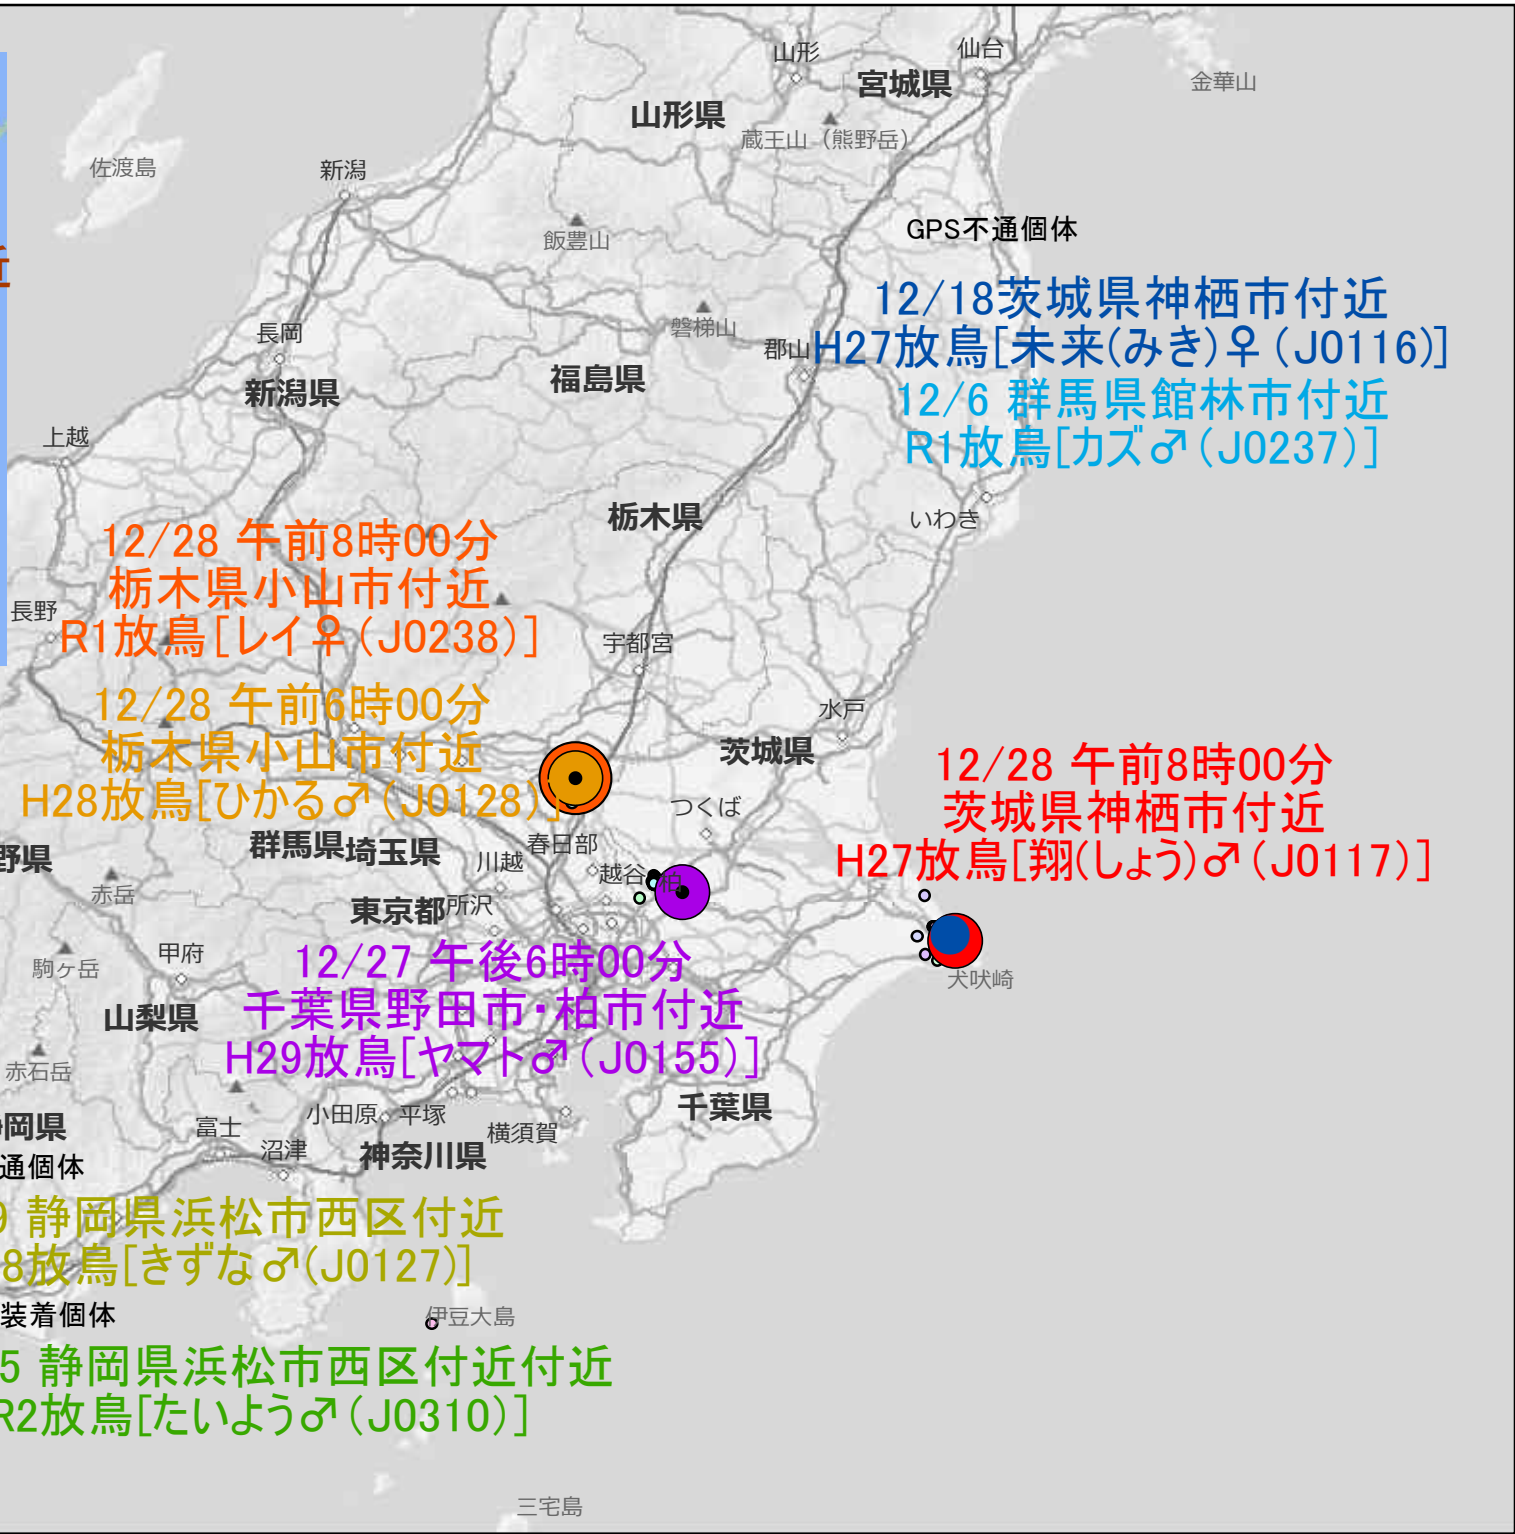 山形
仙台
宮城県
金華山
山形県
蔵王山（熊野岳）
佐渡島
新潟
GPS不通個体
飯豊山
近
12/18茨城県神栖市付近
磐梯山
長岡
郡山
H27放鳥[未来(みき)♀（J0116)]
福島県
新潟県
12/6 群馬県館林市付近
上越
R1放鳥[カズ♂（J0237)]
栃木県
いわき
12/28 午前8時00分
栃木県小山市付近
長野
R1放鳥[レイ♀（J0238)]
宇都宮
12/28 午前6時00分
水戸
栃木県小山市付近
茨城県
12/28 午前8時00分
H28放鳥[ひかる♂（J0128)]
つくば
茨城県神栖市付近
群馬県
埼玉県
春日部
野県
川越
H27放鳥[翔(しょう)♂（J0117)]
越谷
柏
赤岳
東京都
所沢
甲府
12/27 午後6時00分
駒ヶ岳
犬吠崎
山梨県
千葉県野田市・柏市付近
H29放鳥[ヤマト♂（J0155)]
赤石岳
千葉県
小田原
平塚
岡県
富士
横須賀
沼津
神奈川県
通個体
9 静岡県浜松市西区付近
8放鳥[きずな♂(J0127)]
装着個体
伊豆大島
5 静岡県浜松市西区付近付近
R2放鳥[たいよう♂（J0310)]
三宅島